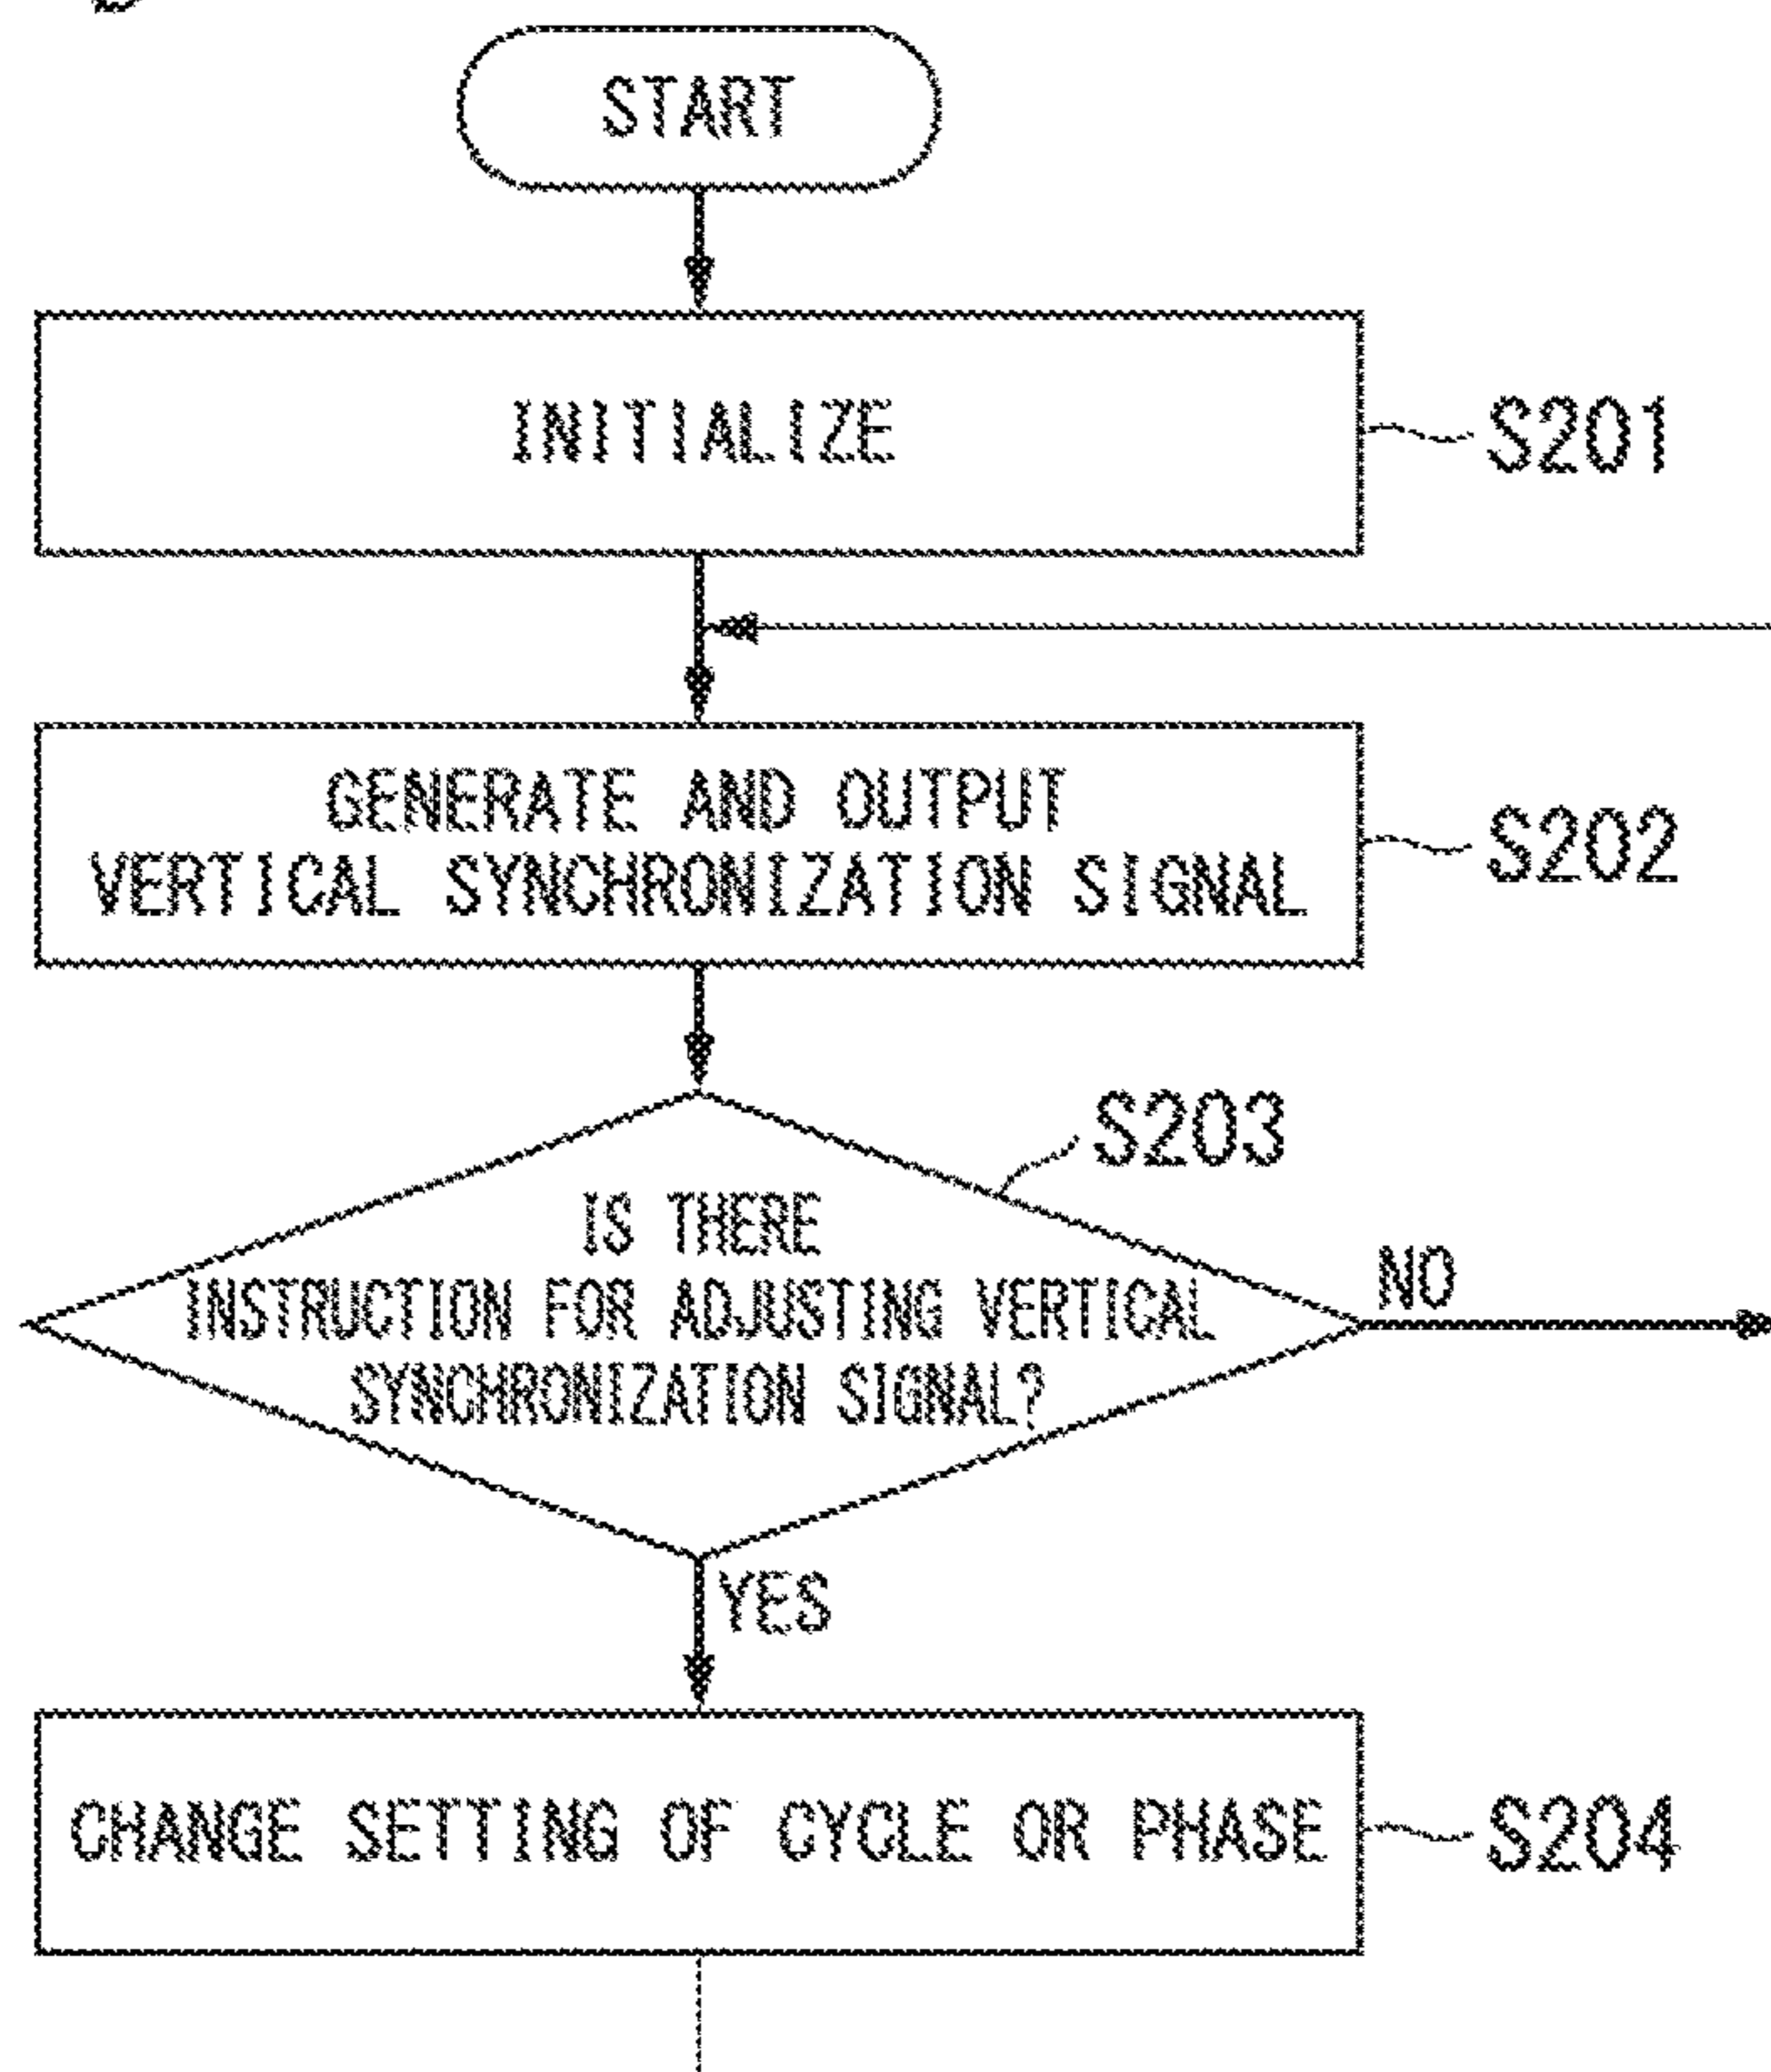 START
INITIALIZE
S201
GENERATE AND OUTPUT
VERTICAL SYNCHRONIZATION SIGNAL
S202
S203
IS THERE
INSTRUCTION FOR ADJUSTING VERTICAL
SYNCHRONIZATION SIGNAL?
NO
YES
CHANGE SETTING OF CYCLE OR PHASE
S204